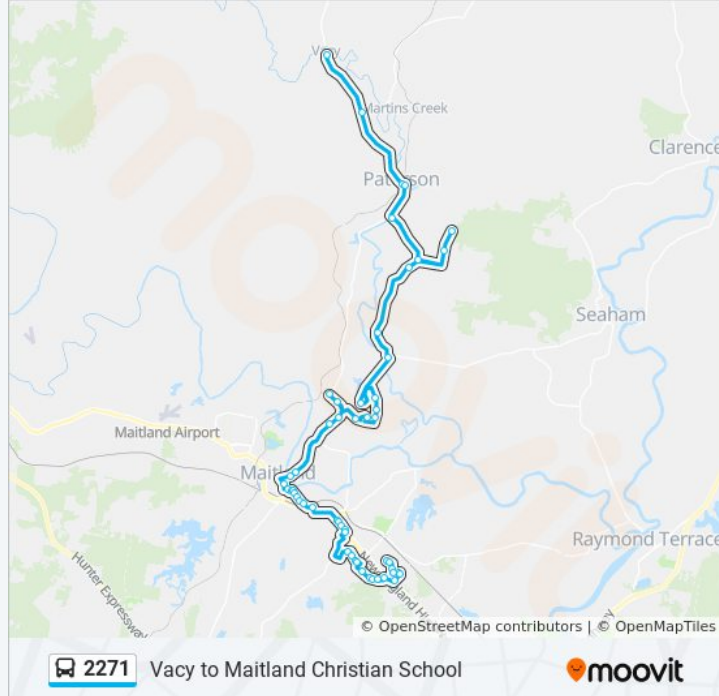 Vacy
Martins Creek
Paterson
Clarence
Seaham
Maitland Airport
Maitland
Raymond Terrace
Hunter Expressway
New England H
© OpenStreetMap contributors | © OpenMapTiles
2271 Vacy to Maitland Christian School
moovit
moovit